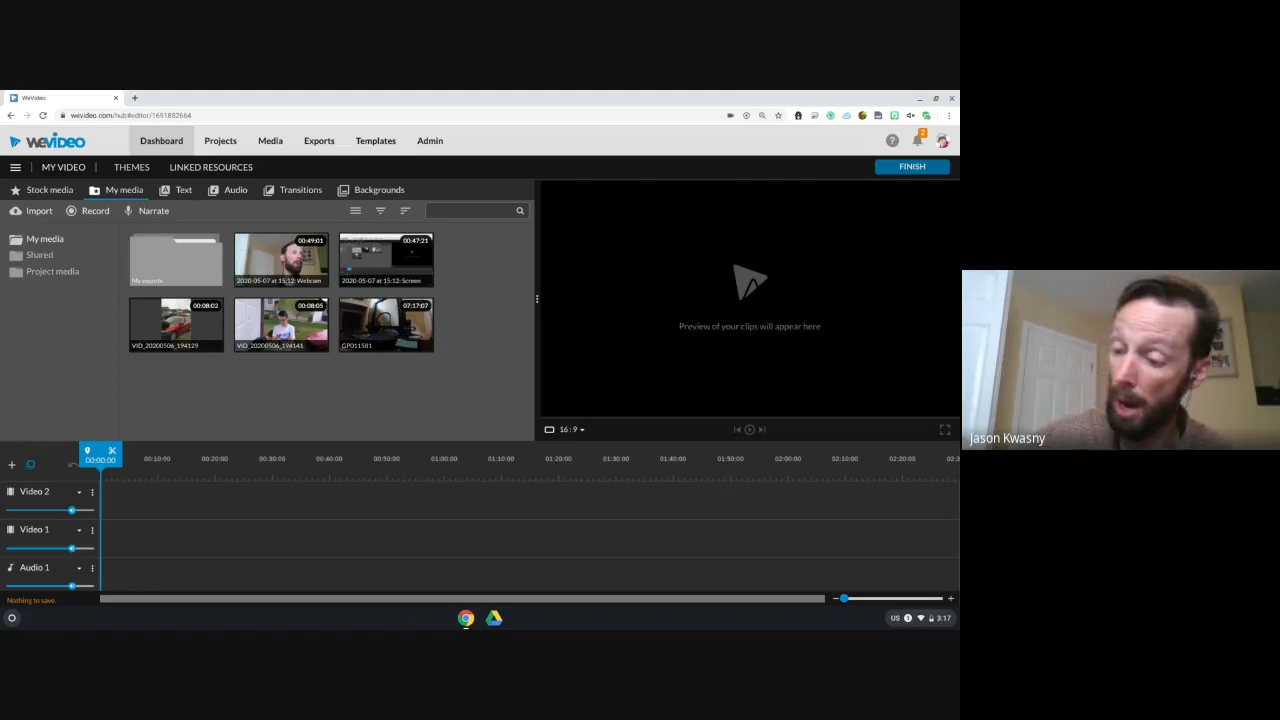 WeVideo
wevideo.com/hub#editor/1691882664
WEVIDEO
Dashboard
Projects
Media
Exports
Templates
Admin
2
MY VIDEO
THEMES
LINKED RESOURCES
FINISH
Stock media
My media
Text
Audio
Transitions
Backgrounds
Import
Record
Narrate
My media
Shared
Project media
My exports
00:49:01
2020-05-07 at 15:12: Webcam
00:47:21
2020-05-07 at 15:12: Screen
00:08:02
VID_20200506_194129
00:08:05
VID_20200506_194141
07:17:07
GP011581
Preview of your clips will appear here
16:9
Jason Kwasny
00:00:00
00:10:00
00:20:00
00:30:00
00:40:00
00:50:00
01:00:00
01:10:00
01:20:00
01:30:00
01:40:00
01:50:00
02:00:00
02:10:00
02:20:00
Video 2
Video 1
Audio 1
Nothing to save.
US
3:17